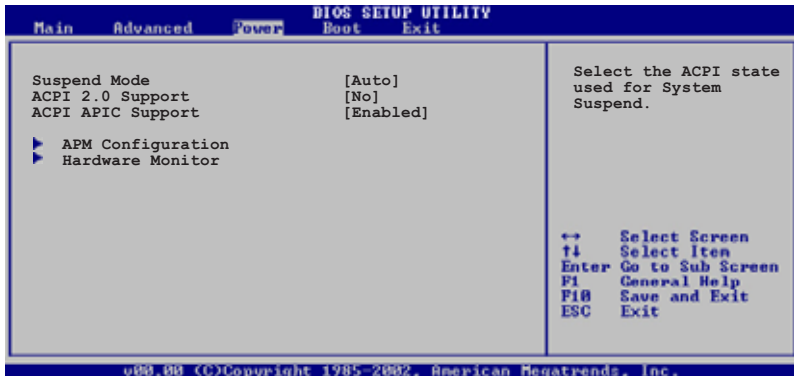 BIOS SETUP UTILITY
Main Advanced Power Boot Exit
Suspend Mode [Auto]
ACPI 2.0 Support [No]
ACPI APIC Support [Enabled]
APM Configuration
Hardware Monitor
Select the ACPI state
used for System
Suspend.
↔ Select Screen
↑↓ Select Item
Enter Go to Sub Screen
F1 General Help
F10 Save and Exit
ESC Exit
v00.00 (C)Copyright 1985-2002, American Megatrends, Inc.